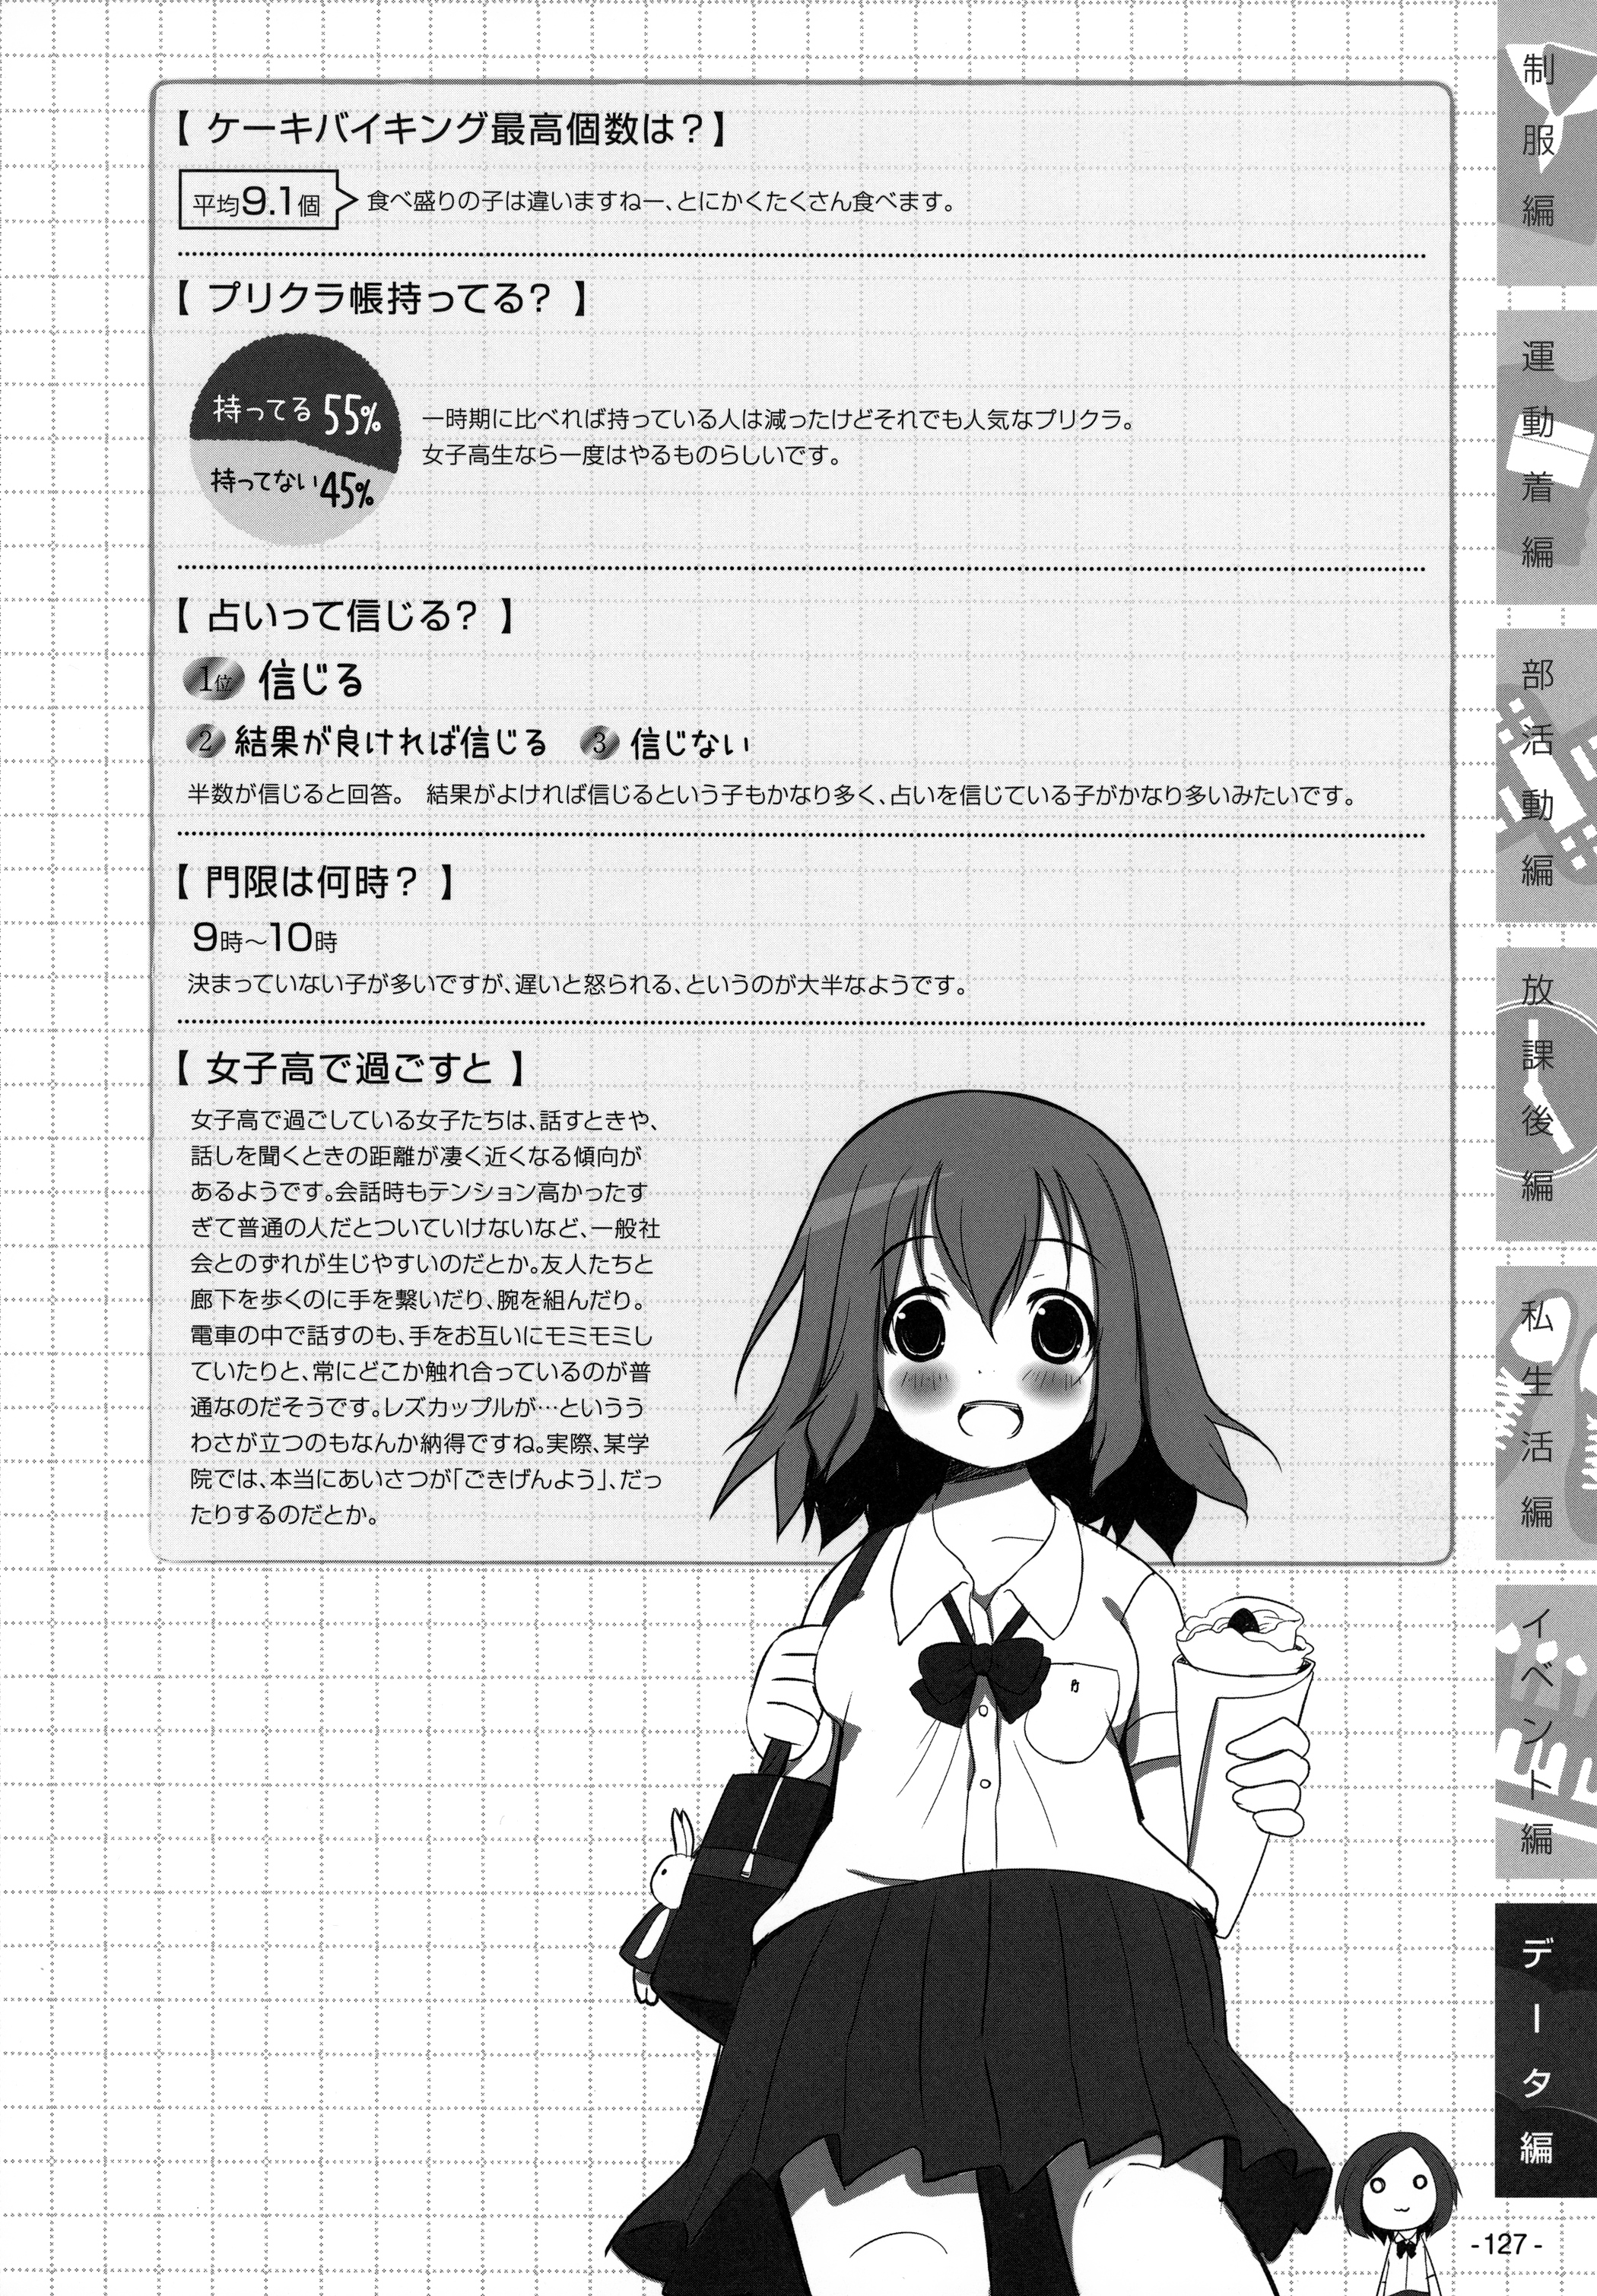 【 ケーキバイキング最高個数は？】
平均9.1個
食べ盛りの子は違いますねー、とにかくたくさん食べます。
【 プリクラ帳持ってる？ 】
持ってる 55%
持ってない 45%
一時期に比べれば持っている人は減ったけどそれでも人気なプリクラ。
女子高生なら一度はやるものらしいです。
【 占いって信じる？ 】
1位 信じる
2 結果が良ければ信じる 3 信じない
半数が信じると回答。 結果がよければ信じるという子もかなり多く、占いを信じている子がかなり多いみたいです。
【 門限は何時？ 】
9時〜10時
決まっていない子が多いですが、遅いと怒られる、というのが大半なようです。
【 女子高で過ごすと 】
女子高で過ごしている女子たちは、話すときや、
話しを聞くときの距離が凄く近くなる傾向が
あるようです。会話時もテンション高かったす
ぎて普通の人だとついていけないなど、一般社
会とのずれが生じやすいのだとか。友人たちと
廊下を歩くのに手を繋いだり、腕を組んだり。
電車の中で話すのも、手をお互いにモミモミし
ていたりと、常にどこか触れ合っているのが普
通なのだそうです。レズカップルが…というう
わさが立つのもなんか納得ですね。実際、某学
院では、本当にあいさつが「ごきげんよう」、だっ
たりするのだとか。
制服編
運動着編
部活動編
放課後編
私生活編
イベント編
データ編
-127-